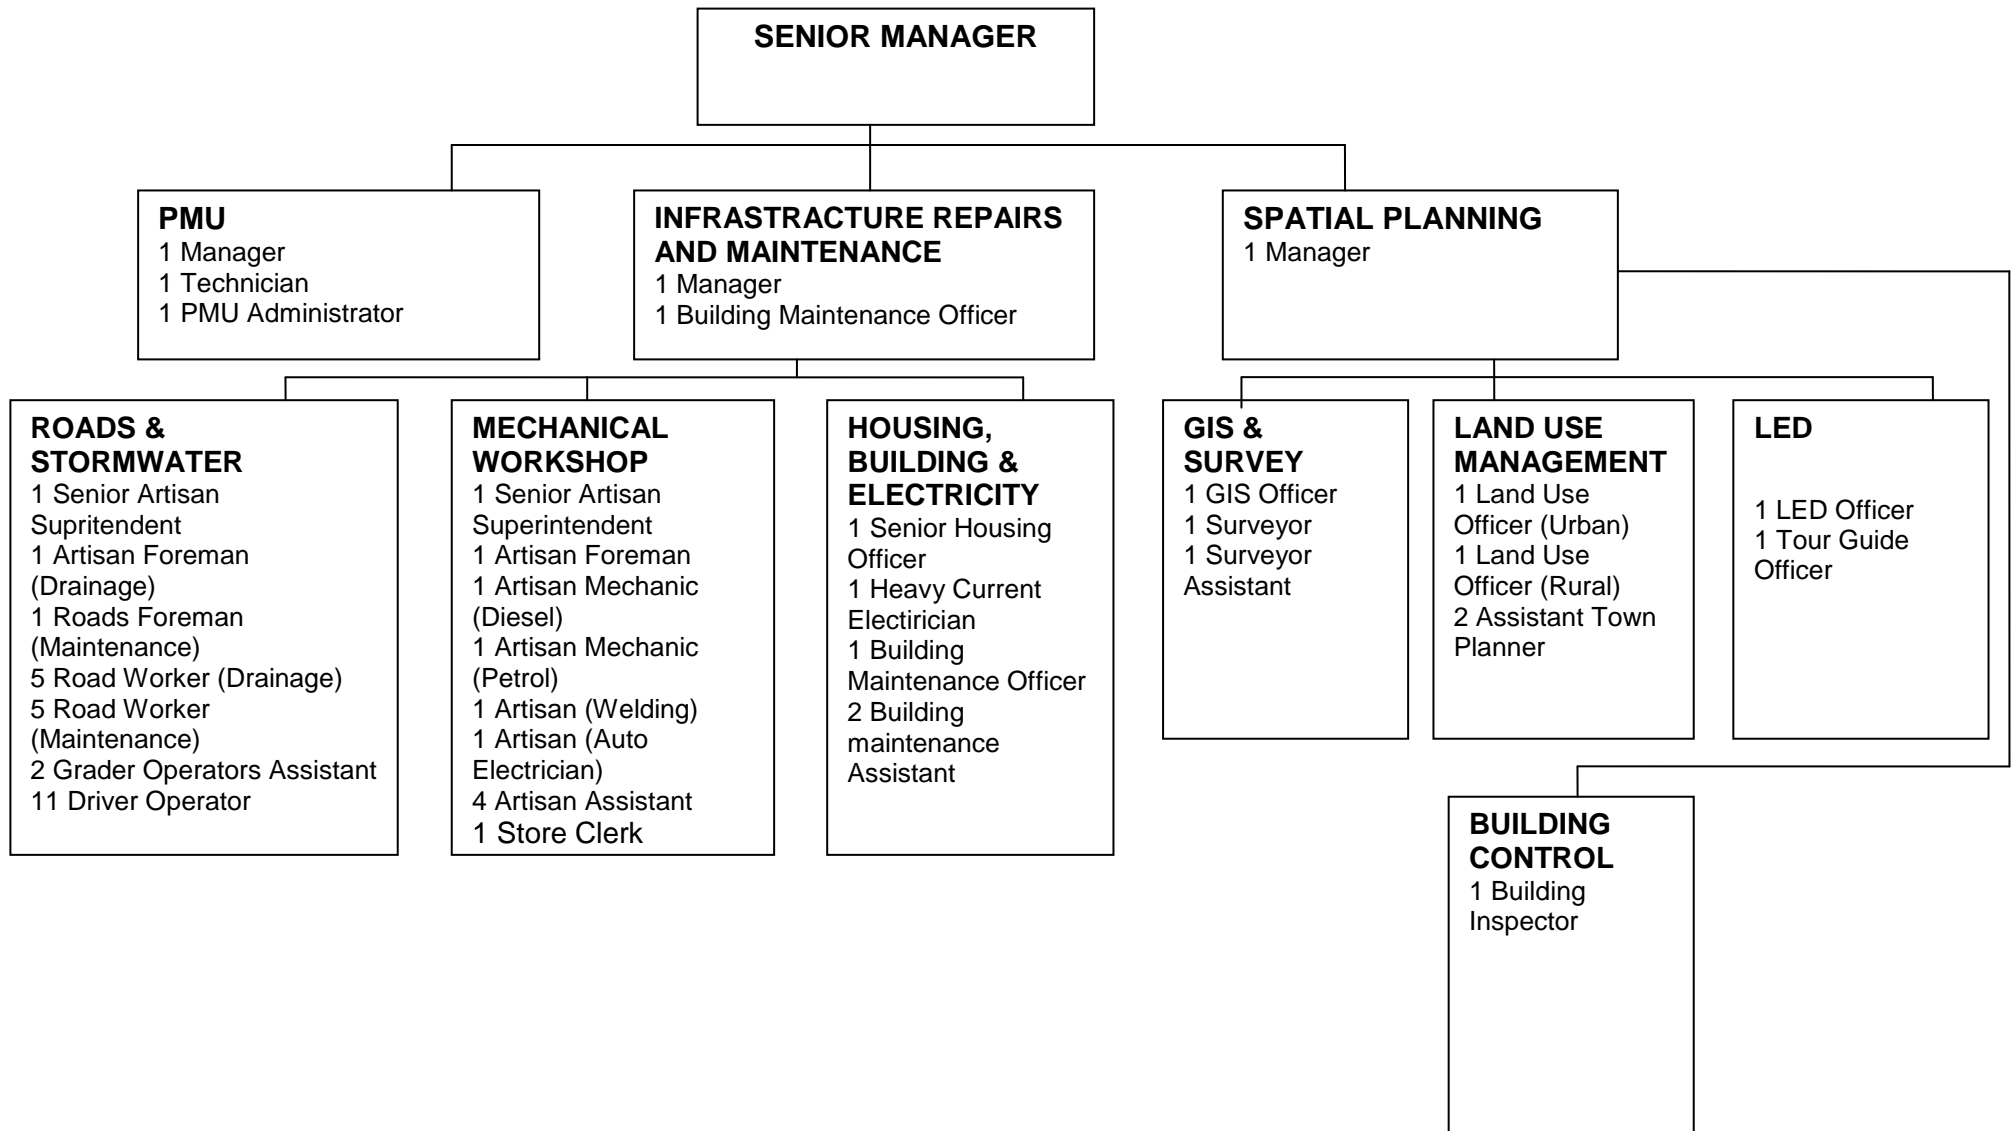 SENIOR MANAGER
PMU
1 Manager
1 Technician
1 PMU Administrator
INFRASTRACTURE REPAIRS
AND MAINTENANCE
1 Manager
1 Building Maintenance Officer
SPATIAL PLANNING
1 Manager
ROADS &
STORMWATER
1 Senior Artisan
Supritendent
1 Artisan Foreman
(Drainage)
1 Roads Foreman
(Maintenance)
5 Road Worker (Drainage)
5 Road Worker
(Maintenance)
2 Grader Operators Assistant
11 Driver Operator
MECHANICAL
WORKSHOP
1 Senior Artisan
Superintendent
1 Artisan Foreman
1 Artisan Mechanic
(Diesel)
1 Artisan Mechanic
(Petrol)
1 Artisan (Welding)
1 Artisan (Auto
Electrician)
4 Artisan Assistant
1 Store Clerk
HOUSING,
BUILDING &
ELECTRICITY
1 Senior Housing
Officer
1 Heavy Current
Electirician
1 Building
Maintenance Officer
2 Building
maintenance
Assistant
GIS &
SURVEY
1 GIS Officer
1 Surveyor
1 Surveyor
Assistant
LAND USE
MANAGEMENT
1 Land Use
Officer (Urban)
1 Land Use
Officer (Rural)
2 Assistant Town
Planner
LED
1 LED Officer
1 Tour Guide
Officer
BUILDING
CONTROL
1 Building
Inspector